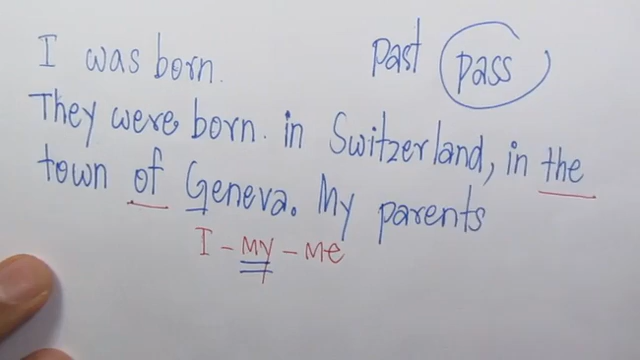 I was born. past pass
They were born. in Switzerland, in the
town of Geneva. My parents
I - My - Me